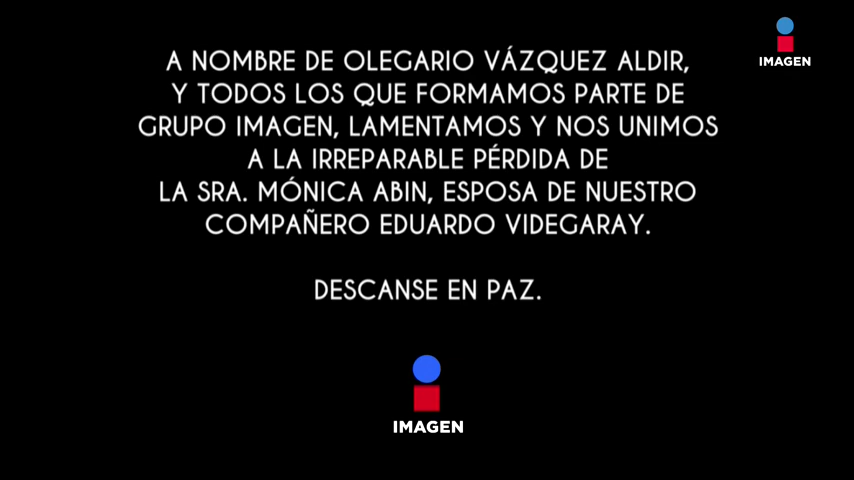 IMAGEN
A NOMBRE DE OLEGARIO VÁZQUEZ ALDIR,
Y TODOS LOS QUE FORMAMOS PARTE DE
GRUPO IMAGEN, LAMENTAMOS Y NOS UNIMOS
A LA IRREPARABLE PÉRDIDA DE
LA SRA. MÓNICA ABIN, ESPOSA DE NUESTRO
COMPAÑERO EDUARDO VIDEGARAY.
DESCANSE EN PAZ.
IMAGEN